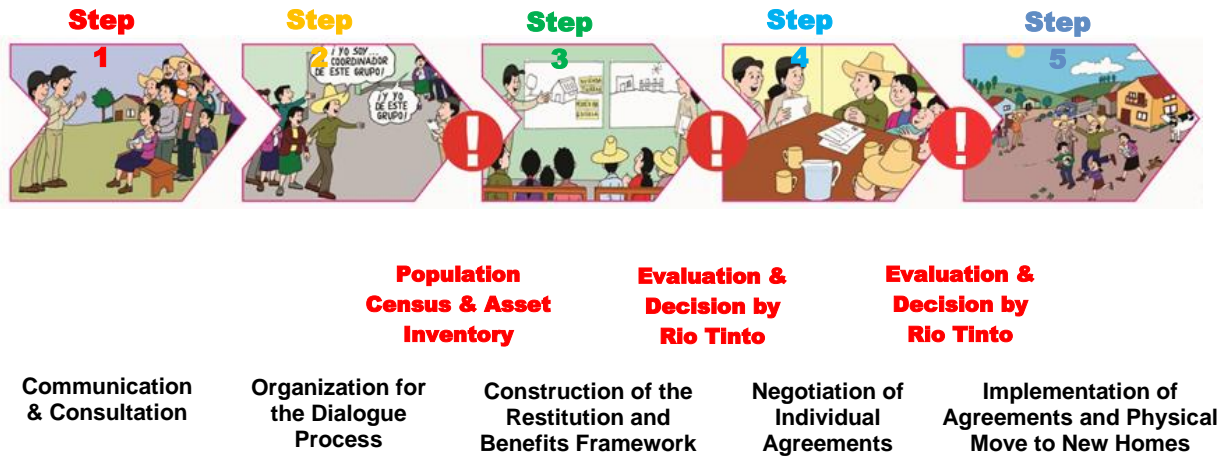 Step
1
Step
2
Step
3
Step
4
Step
5
¡YO SOY...
COORDINADOR
DE ESTE GRUPO!
¡Y YO
DE ESTE
GRUPO!
!
!
!
Population
Census & Asset
Inventory
Evaluation &
Decision by
Rio Tinto
Evaluation &
Decision by
Rio Tinto
Communication
& Consultation
Organization for
the Dialogue
Process
Construction of the
Restitution and
Benefits Framework
Negotiation of
Individual
Agreements
Implementation of
Agreements and Physical
Move to New Homes